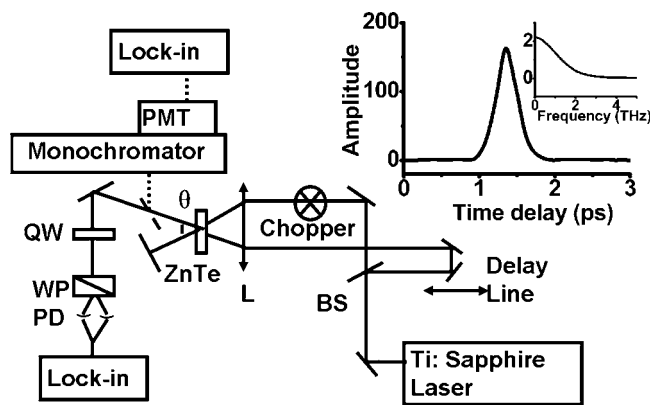 Lock-in
PMT
Monochromator
θ
QW
ZnTe
WP
L
PD
Lock-in
Chopper
BS
Delay
Line
Ti: Sapphire
Laser
Amplitude
200
100
0
0
1
2
3
Time delay (ps)
2
0
0
2
4
Frequency (THz)